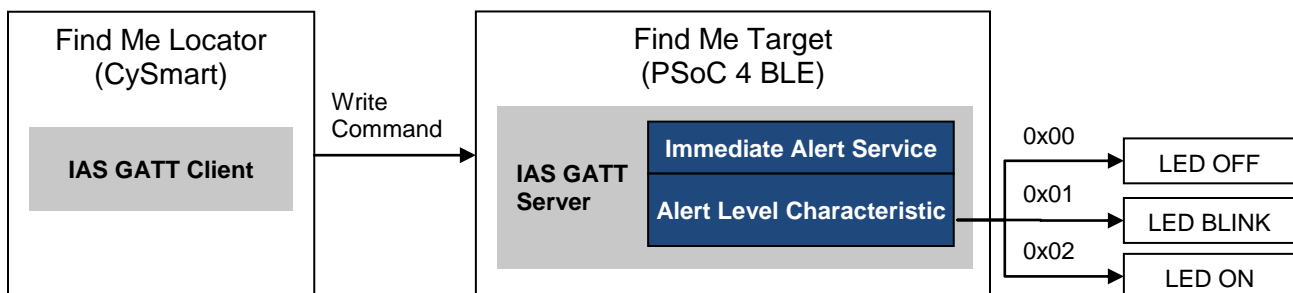 Find Me Locator
(CySmart)
IAS GATT Client
Write
Command
Find Me Target
(PSoC 4 BLE)
IAS GATT
Server
Immediate Alert Service
Alert Level Characteristic
0x00
LED OFF
0x01
LED BLINK
0x02
LED ON